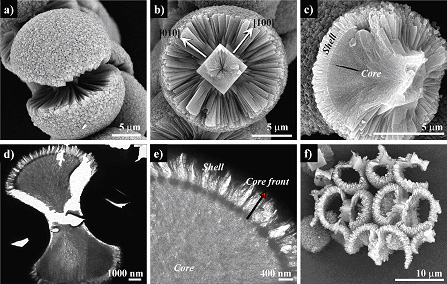 a)
5 μm
b)
[010]
[100]
5 μm
c)
Shell
Core
5 μm
d)
1000 nm
e)
Shell
Core front
Core
400 nm
f)
10 μm